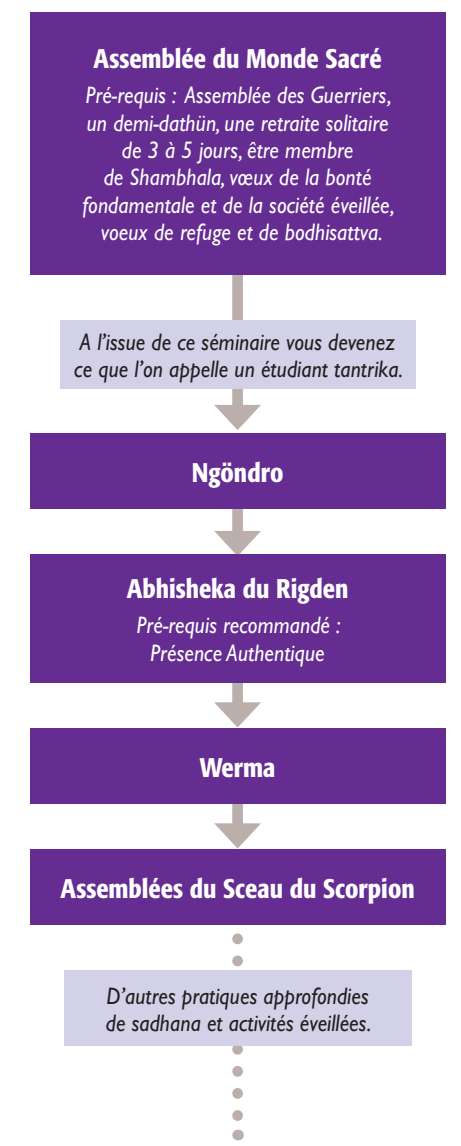 Assemblée du Monde Sacré
Pré-requis : Assemblée des Guerriers,
un demi-dathün, une retraite solitaire
de 3 à 5 jours, être membre
de Shambhala, vœux de la bonté
fondamentale et de la société éveillée,
voeux de refuge et de bodhisattva.
A l’issue de ce séminaire vous devenez
ce que l’on appelle un étudiant tantrika.
Ngöndro
Abhisheka du Rigden
Pré-requis recommandé :
Présence Authentique
Werma
Assemblées du Sceau du Scorpion
D’autres pratiques approfondies
de sadhana et activités éveillées.